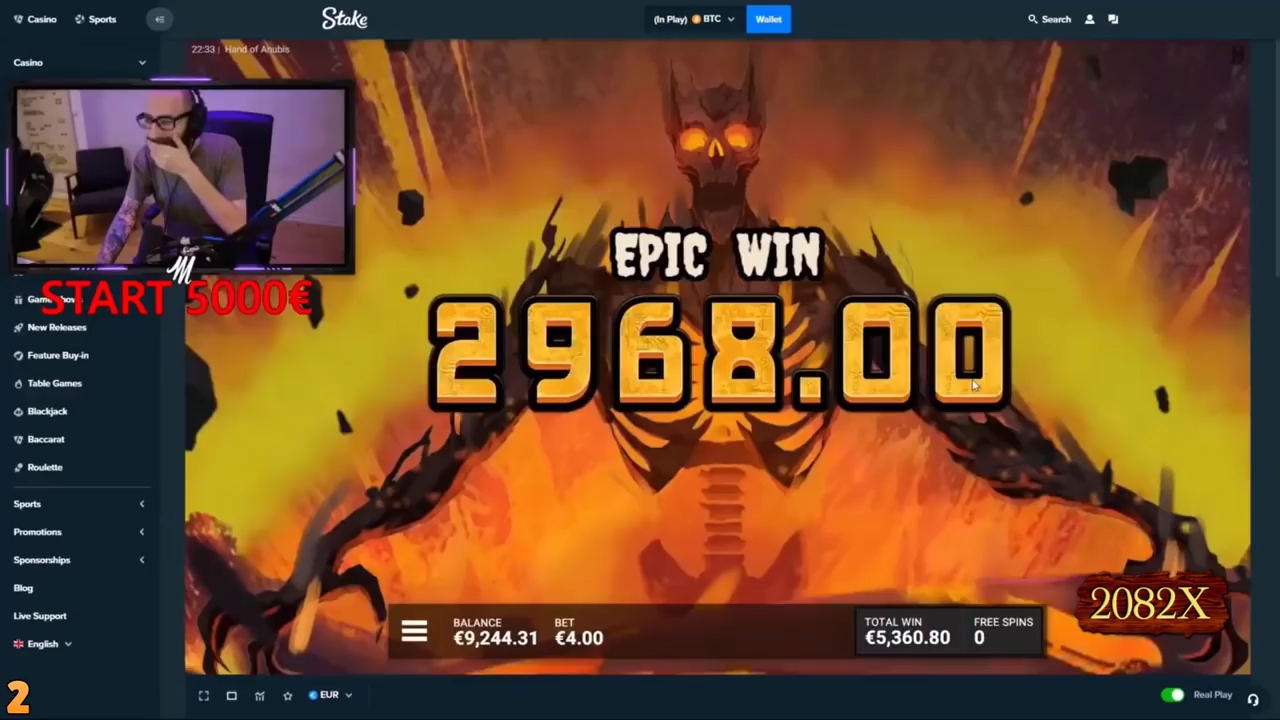 Casino
Sports
Stake
(In Play) BTC
Wallet
Search
Casino
22:33 | Hand of Anubis
START 5000€
New Releases
Feature Buy-in
Table Games
Blackjack
Baccarat
Roulette
Sports
Promotions
Sponsorships
Blog
Live Support
English
EPIC WIN
2968.00
2082X
BALANCE
€9,244.31
BET
€4.00
TOTAL WIN
€5,360.80
FREE SPINS
0
EUR
Real Play
2